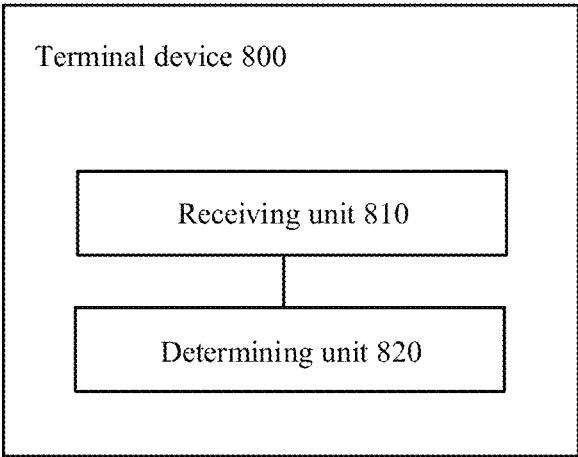 Terminal device 800
Receiving unit 810
Determining unit 820